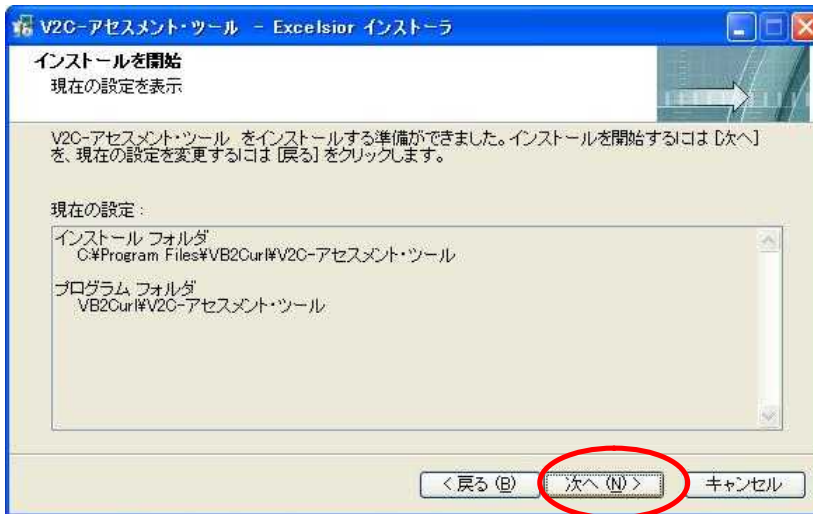 V2C-アセスメント・ツール - Excelsior インストーラ
インストールを開始
現在の設定を表示
V2C-アセスメント・ツール をインストールする準備ができました。インストールを開始するには [次へ]
を、現在の設定を変更するには [戻る] をクリックします。
現在の設定:
インストール フォルダ
C:¥Program Files¥VB2Curl¥V2C-アセスメント・ツール
プログラム フォルダ
VB2Curl¥V2C-アセスメント・ツール
< 戻る (B)
次へ (N) >
キャンセル